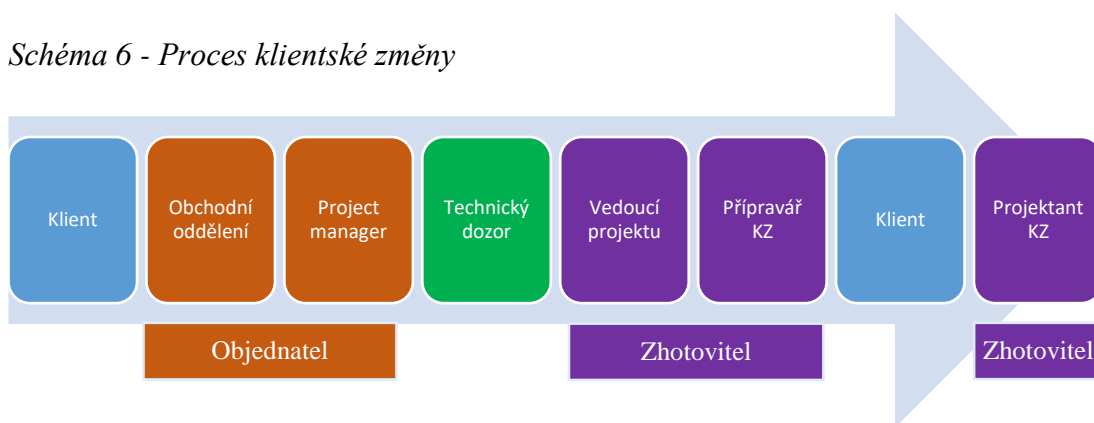 Schéma 6 - Proces klientské změny
Klient
Obchodní
oddělení
Project
manager
Technický
dozor
Vedoucí
projektu
Přípravář
KZ
Klient
Projektant
KZ
Objednatel
Zhotovitel
Zhotovitel